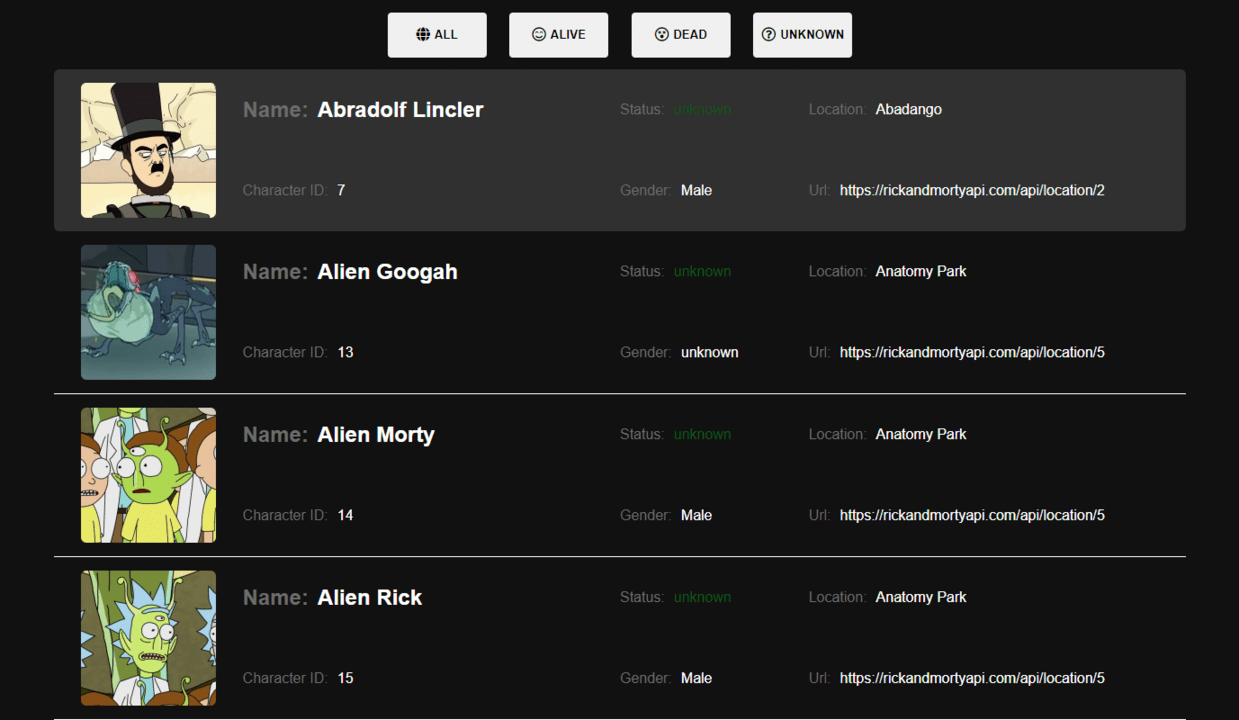 ALL ALIVE DEAD UNKNOWN
Name: Abradolf Lincler Status: unknown Location: Abadango
Character ID: 7 Gender: Male Url: https://rickandmortyapi.com/api/location/2
Name: Alien Googah Status: unknown Location: Anatomy Park
Character ID: 13 Gender: unknown Url: https://rickandmortyapi.com/api/location/5
Name: Alien Morty Status: unknown Location: Anatomy Park
Character ID: 14 Gender: Male Url: https://rickandmortyapi.com/api/location/5
Name: Alien Rick Status: unknown Location: Anatomy Park
Character ID: 15 Gender: Male Url: https://rickandmortyapi.com/api/location/5